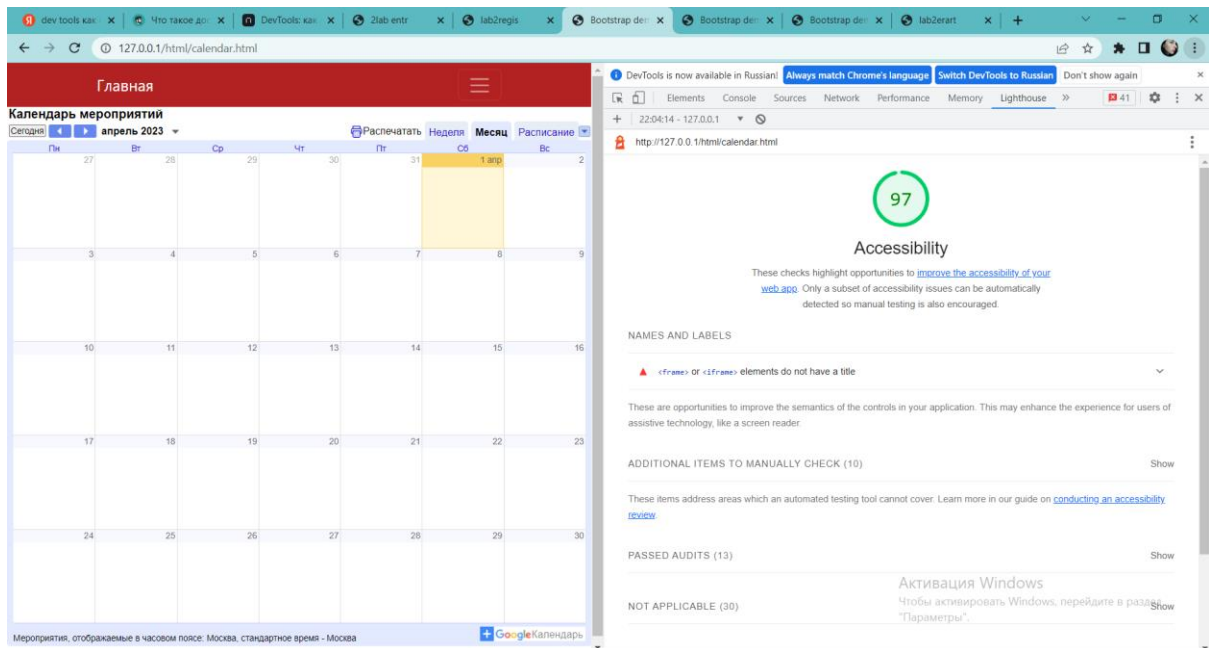 dev tools как
Что такое дос
DevTools: как
2lab entr
lab2regis
Bootstrap den
Bootstrap den
Bootstrap den
lab2erart
127.0.0.1/html/calendar.html
Главная
Календарь мероприятий
Сегодня апрель 2023 Распечатать Неделя Месяц Расписание
Пн Вт Ср Чт Пт Сб Вс
27 28 29 30 31 1 апр 2
3 4 5 6 7 8 9
10 11 12 13 14 15 16
17 18 19 20 21 22 23
24 25 26 27 28 29 30
Мероприятия, отображаемые в часовом поясе: Москва, стандартное время - Москва
GoogleКалендарь
DevTools is now available in Russian! Always match Chrome's language Switch DevTools to Russian Don't show again
Elements Console Sources Network Performance Memory Lighthouse » 41
22:04:14 - 127.0.0.1
http://127.0.0.1/html/calendar.html
97
Accessibility
These checks highlight opportunities to improve the accessibility of your
web app. Only a subset of accessibility issues can be automatically
detected so manual testing is also encouraged.
NAMES AND LABELS
<frame> or <iframe> elements do not have a title
These are opportunities to improve the semantics of the controls in your application. This may enhance the experience for users of
assistive technology, like a screen reader.
ADDITIONAL ITEMS TO MANUALLY CHECK (10) Show
These items address areas which an automated testing tool cannot cover. Learn more in our guide on conducting an accessibility
review.
PASSED AUDITS (13) Show
NOT APPLICABLE (30) Show
Активация Windows
Чтобы активировать Windows, перейдите в раздел
"Параметры".